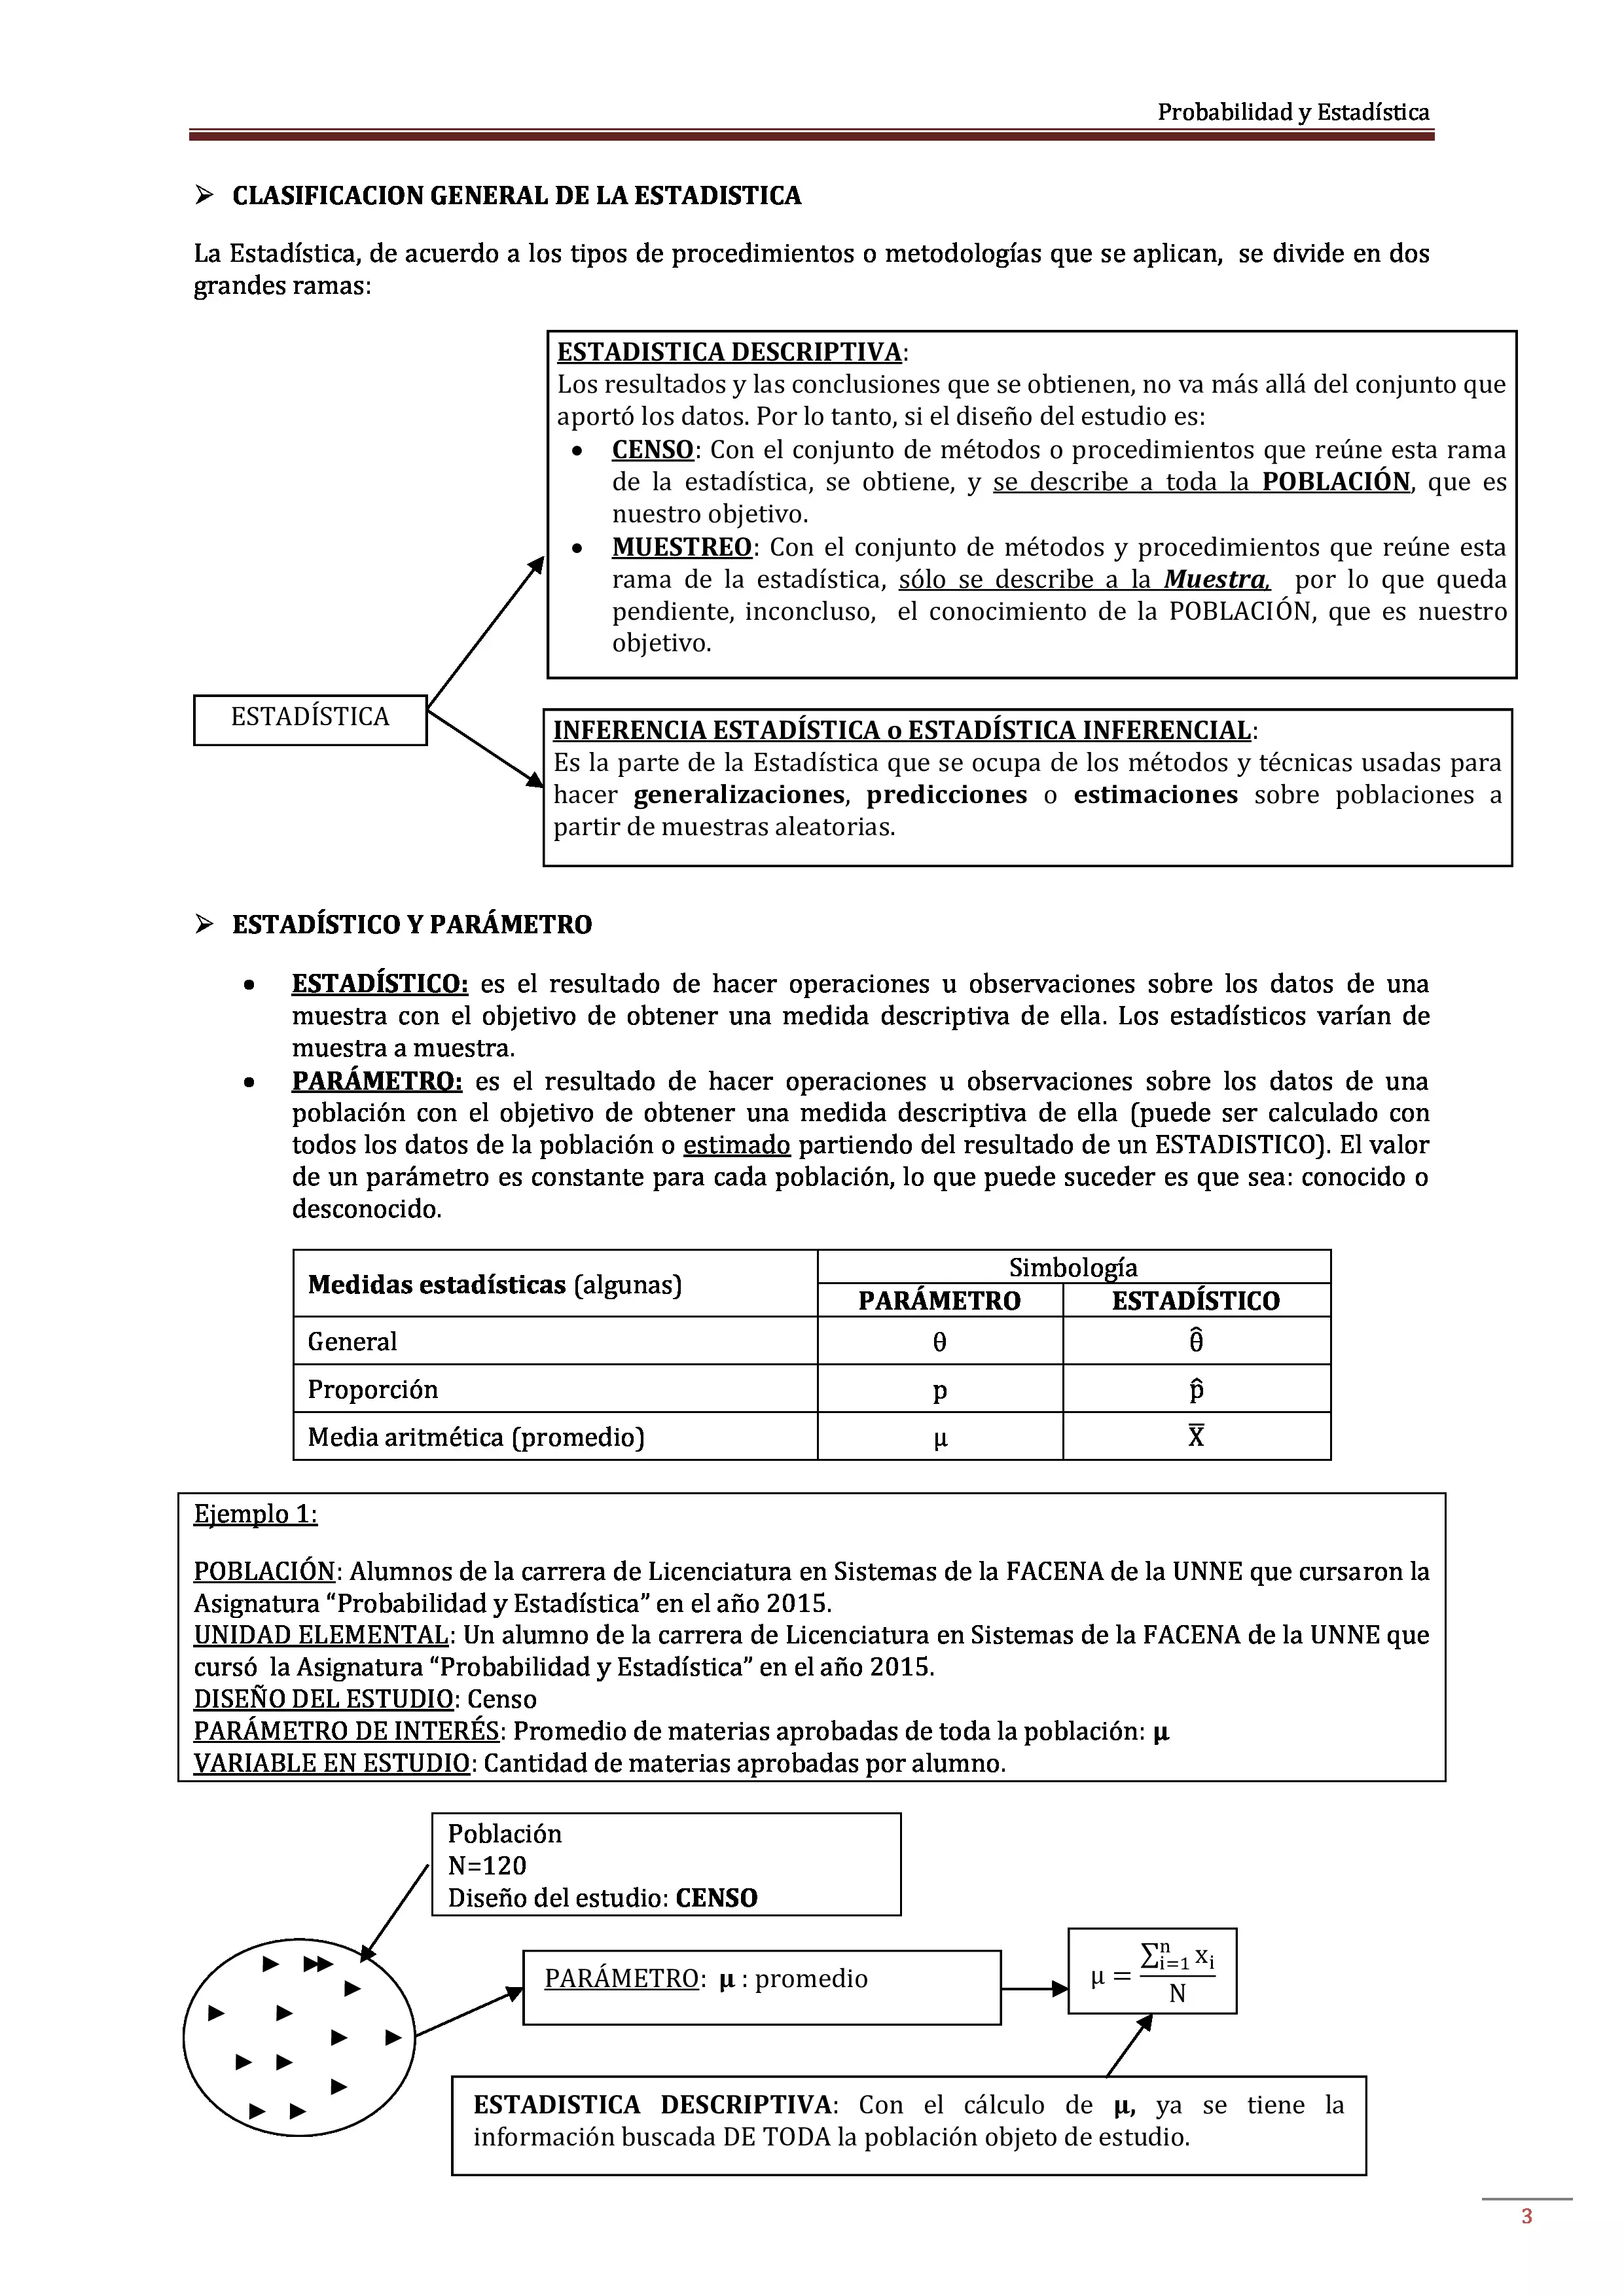 Probabilidad y Estadística
➢ CLASIFICACION GENERAL DE LA ESTADISTICA
La Estadística, de acuerdo a los tipos de procedimientos o metodologías que se aplican, se divide en dos
grandes ramas:
ESTADISTICA DESCRIPTIVA:
Los resultados y las conclusiones que se obtienen, no va más allá del conjunto que
aportó los datos. Por lo tanto, si el diseño del estudio es:
• CENSO: Con el conjunto de métodos o procedimientos que reúne esta rama
de la estadística, se obtiene, y se describe a toda la POBLACIÓN, que es
nuestro objetivo.
• MUESTREO: Con el conjunto de métodos y procedimientos que reúne esta
rama de la estadística, sólo se describe a la Muestra, por lo que queda
pendiente, inconcluso, el conocimiento de la POBLACIÓN, que es nuestro
objetivo.
ESTADÍSTICA
INFERENCIA ESTADÍSTICA o ESTADÍSTICA INFERENCIAL:
Es la parte de la Estadística que se ocupa de los métodos y técnicas usadas para
hacer generalizaciones, predicciones o estimaciones sobre poblaciones a
partir de muestras aleatorias.
➢ ESTADÍSTICO Y PARÁMETRO
• ESTADÍSTICO: es el resultado de hacer operaciones u observaciones sobre los datos de una
muestra con el objetivo de obtener una medida descriptiva de ella. Los estadísticos varían de
muestra a muestra.
• PARÁMETRO: es el resultado de hacer operaciones u observaciones sobre los datos de una
población con el objetivo de obtener una medida descriptiva de ella (puede ser calculado con
todos los datos de la población o estimado partiendo del resultado de un ESTADISTICO). El valor
de un parámetro es constante para cada población, lo que puede suceder es que sea: conocido o
desconocido.
Medidas estadísticas (algunas)
Simbología
PARÁMETRO ESTADÍSTICO
General θ θ̂
Proporción p p̂
Media aritmética (promedio) μ X̅
Ejemplo 1:
POBLACIÓN: Alumnos de la carrera de Licenciatura en Sistemas de la FACENA de la UNNE que cursaron la
Asignatura “Probabilidad y Estadística” en el año 2015.
UNIDAD ELEMENTAL: Un alumno de la carrera de Licenciatura en Sistemas de la FACENA de la UNNE que
cursó la Asignatura “Probabilidad y Estadística” en el año 2015.
DISEÑO DEL ESTUDIO: Censo
PARÁMETRO DE INTERÉS: Promedio de materias aprobadas de toda la población: μ
VARIABLE EN ESTUDIO: Cantidad de materias aprobadas por alumno.
Población
N=120
Diseño del estudio: CENSO
PARÁMETRO: μ : promedio
μ = ∑ⁿᵢ₌₁ xᵢ / N
ESTADISTICA DESCRIPTIVA: Con el cálculo de μ, ya se tiene la
información buscada DE TODA la población objeto de estudio.
3